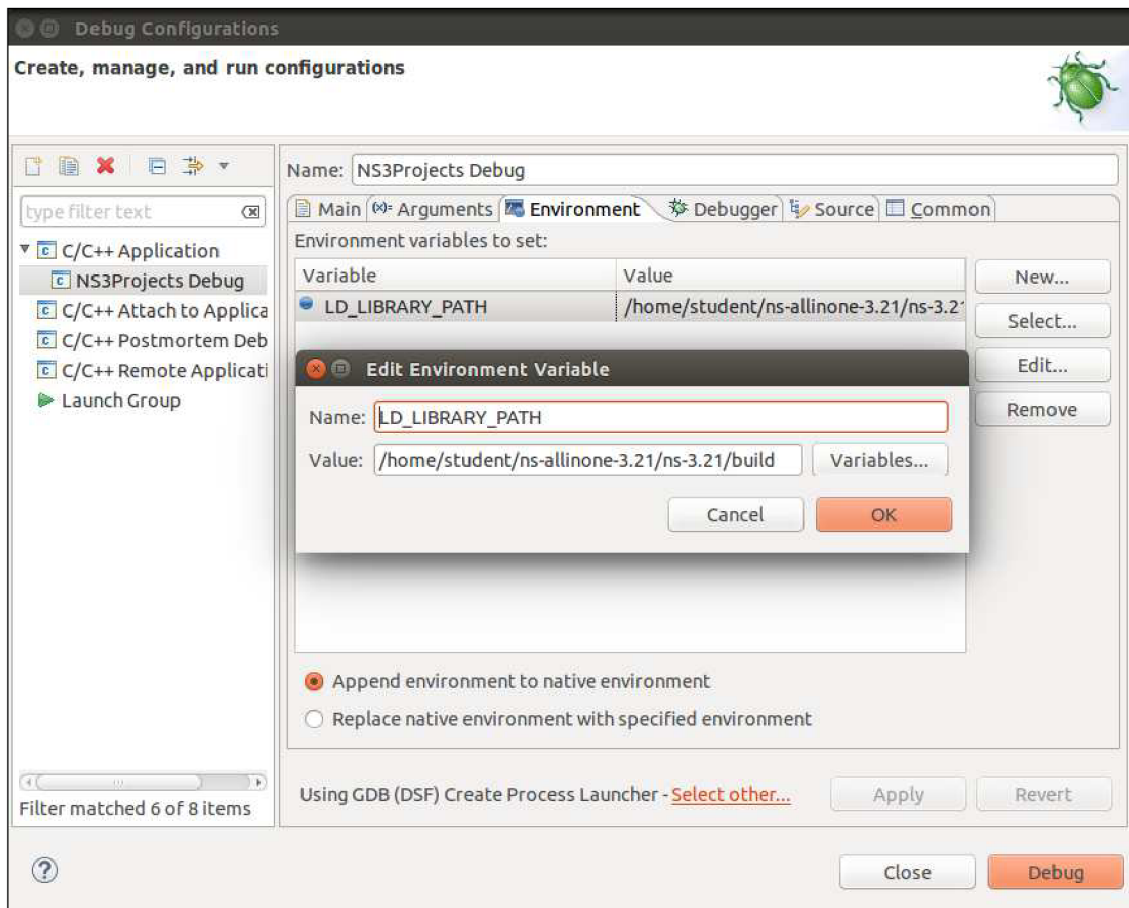 Debug Configurations
Create, manage, and run configurations
type filter text
C/C++ Application
NS3Projects Debug
C/C++ Attach to Applica
C/C++ Postmortem Deb
C/C++ Remote Applicati
Launch Group
Filter matched 6 of 8 items
Name: NS3Projects Debug
Main (x)= Arguments Environment Debugger Source Common
Environment variables to set:
Variable Value
LD_LIBRARY_PATH /home/student/ns-allinone-3.21/ns-3.21
New...
Select...
Edit...
Remove
Edit Environment Variable
Name: LD_LIBRARY_PATH
Value: /home/student/ns-allinone-3.21/ns-3.21/build Variables...
Cancel OK
Append environment to native environment
Replace native environment with specified environment
Using GDB (DSF) Create Process Launcher - Select other... Apply Revert
? Close Debug